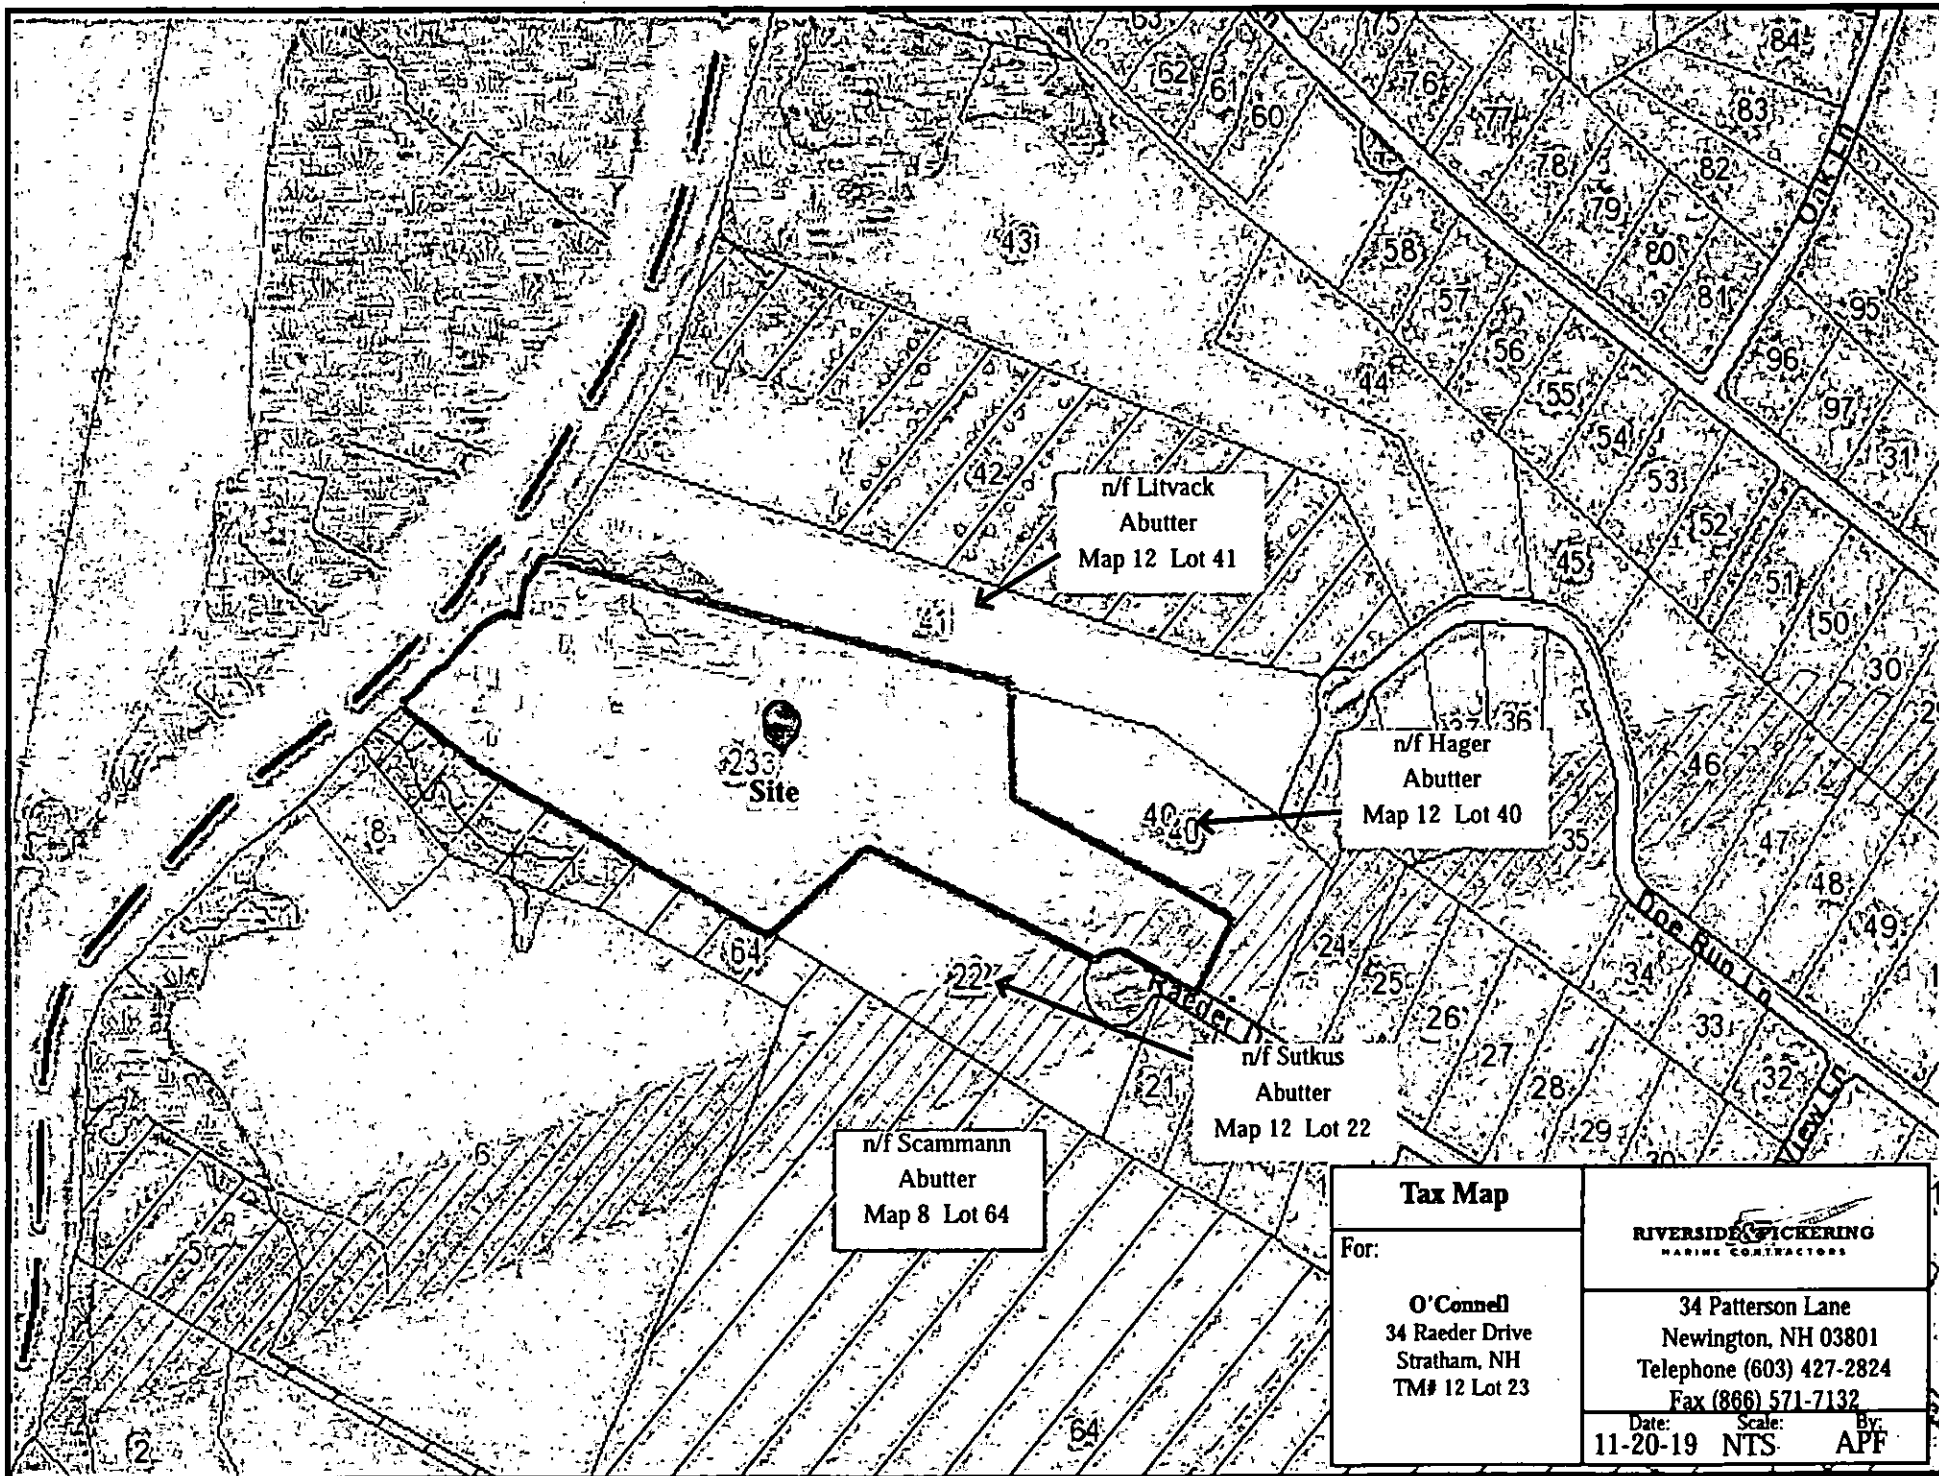 63
75
84
62
61
60
76
77
83
78
82
79
80
81
Oak Ln
43
58
57
56
55
54
53
52
51
50
30
95
96
97
31
44
42
45
n/f Litvack
Abutter
Map 12 Lot 41
41
36
n/f Hager
Abutter
Map 12 Lot 40
40
35
46
47
48
49
Doe Run Ln
Site
8
64
22
Raeder
24
25
26
27
28
29
30
34
33
32
View Ln
21
n/f Sutkus
Abutter
Map 12 Lot 22
n/f Scammann
Abutter
Map 8 Lot 64
6
5
2
64
Tax Map
For:
O'Connell
34 Raeder Drive
Stratham, NH
TM# 12 Lot 23
RIVERSIDE & PICKERING
MARINE CONTRACTORS
34 Patterson Lane
Newington, NH 03801
Telephone (603) 427-2824
Fax (866) 571-7132
Date: Scale: By:
11-20-19 NTS APF